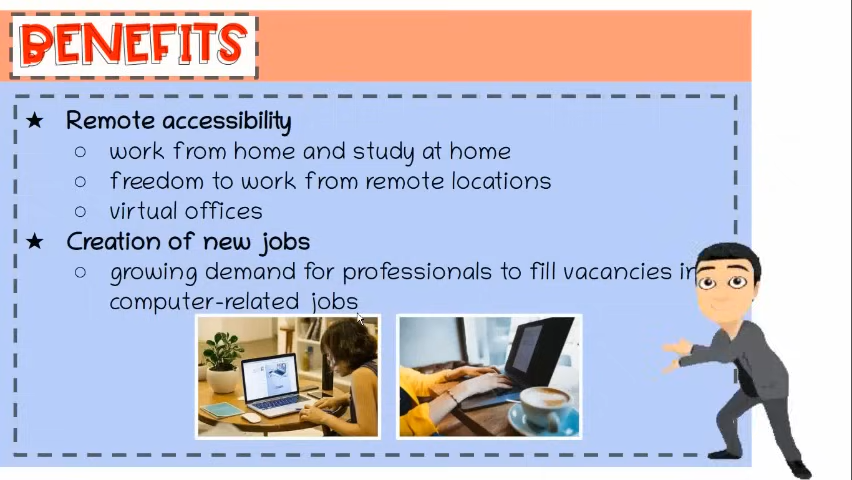 BENEFITS
★ Remote accessibility
○ work from home and study at home
○ freedom to work from remote locations
○ virtual offices
★ Creation of new jobs
○ growing demand for professionals to fill vacancies in
computer-related jobs